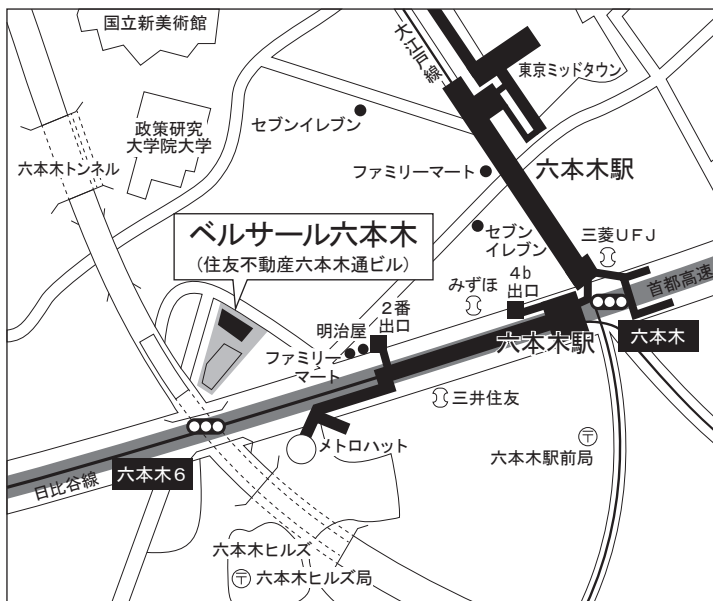 国立新美術館
大江戸線
東京ミッドタウン
セブンイレブン
政策研究
大学院大学
六本木トンネル
ファミリーマート
六本木駅
ベルサール六本木
(住友不動産六本木通ビル)
セブン
イレブン
三菱UFJ
みずほ
4b
出口
首都高速
2番
出口
明治屋
ファミリー
マート
六本木駅
六本木
三井住友
メトロハット
〒
六本木駅前局
六本木6
日比谷線
六本木ヒルズ
〒 六本木ヒルズ局